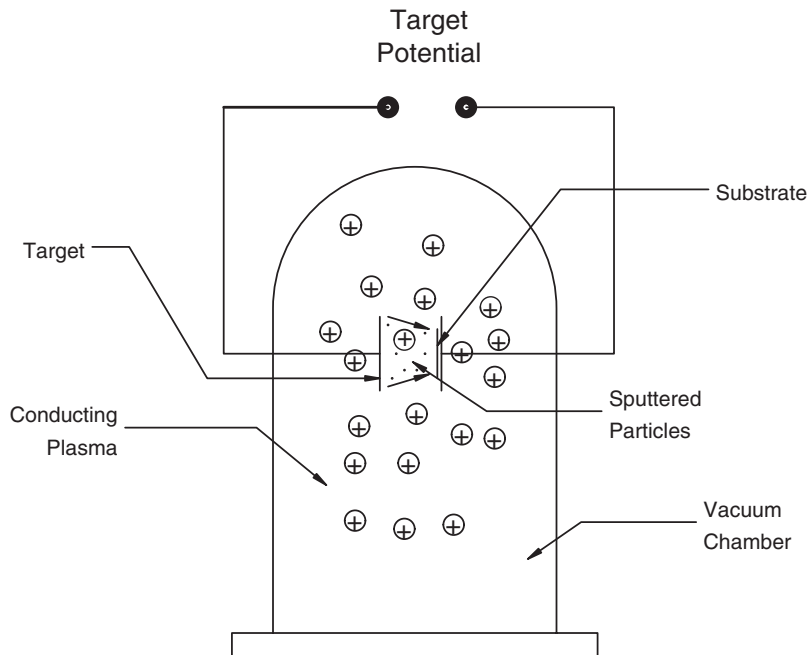 Target
Potential
Substrate
Target
Sputtered
Particles
Conducting
Plasma
Vacuum
Chamber